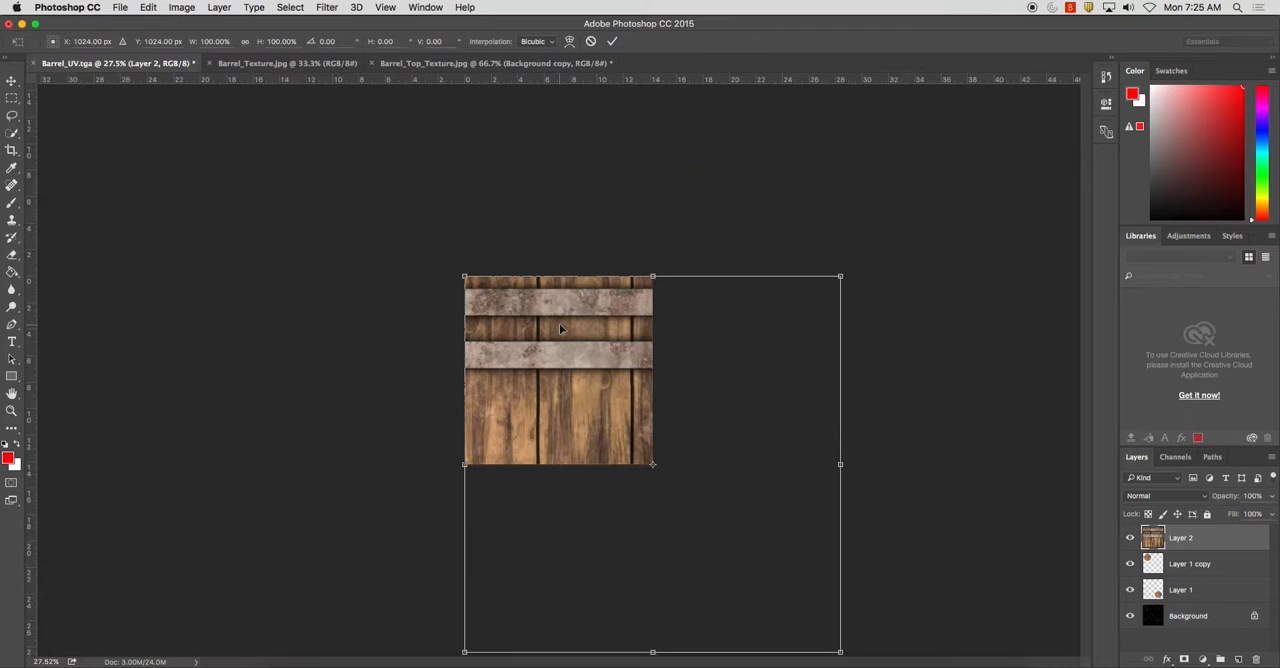 Photoshop CC File Edit Image Layer Type Select Filter 3D View Window Help Mon 7:25 AM
Adobe Photoshop CC 2015
X: 1024.00 px Y: 1024.00 px W: 100.00% H: 100.00% 0.00 ° H: 0.00 ° V: 0.00 ° Interpolation: Bicubic Essentials
Barrel_UV.tga @ 27.5% (Layer 2, RGB/8) * Barrel_Texture.jpg @ 33.3% (RGB/8#) Barrel_Top_Texture.jpg @ 66.7% (Background copy, RGB/8#) *
Color Swatches
Libraries Adjustments Styles
To use Creative Cloud Libraries,
please install the Creative Cloud
Application
Get it now!
Layers Channels Paths
Kind
Normal Opacity: 100%
Lock: Fill: 100%
Layer 2
Layer 1 copy
Layer 1
Background
27.52% Doc: 3.00M/24.0M